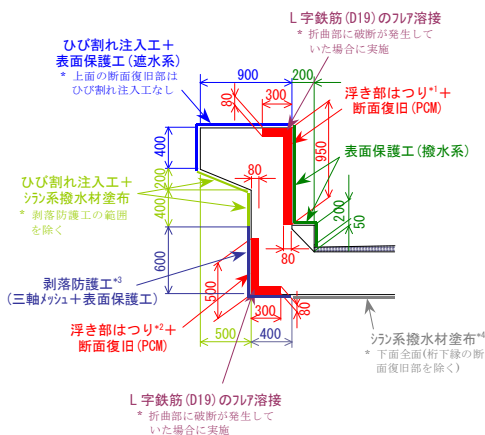 L字鉄筋(D19)のフレア溶接
* 折曲部に破断が発生して
いた場合に実施
ひび割れ注入工＋
表面保護工(遮水系)
* 上面の断面復旧部は
ひび割れ注入工なし
900
200
300
80
浮き部はつり*1＋
断面復旧(PCM)
400
950
表面保護工(撥水系)
ひび割れ注入工＋
シラン系撥水材塗布
* 剥落防護工の範囲
を除く
200
400
80
200
50
80
剥落防護工*3
(三軸メッシュ＋表面保護工)
600
500
浮き部はつり*2＋
断面復旧(PCM)
300
80
500
400
シラン系撥水材塗布*4
* 下面全面(桁下縁の断
面復旧部を除く)
L字鉄筋(D19)のフレア溶接
* 折曲部に破断が発生して
いた場合に実施